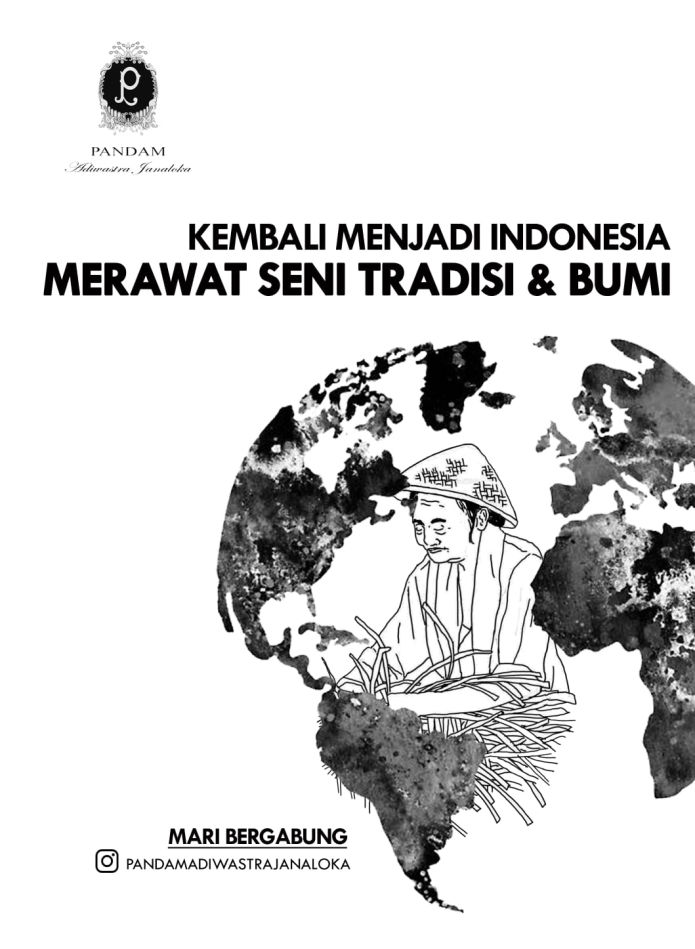 P
PANDAM
Adiwastra Janaloka
KEMBALI MENJADI INDONESIA
MERAWAT SENI TRADISI & BUMI
MARI BERGABUNG
PANDAMADIWASTRAJANALOKA